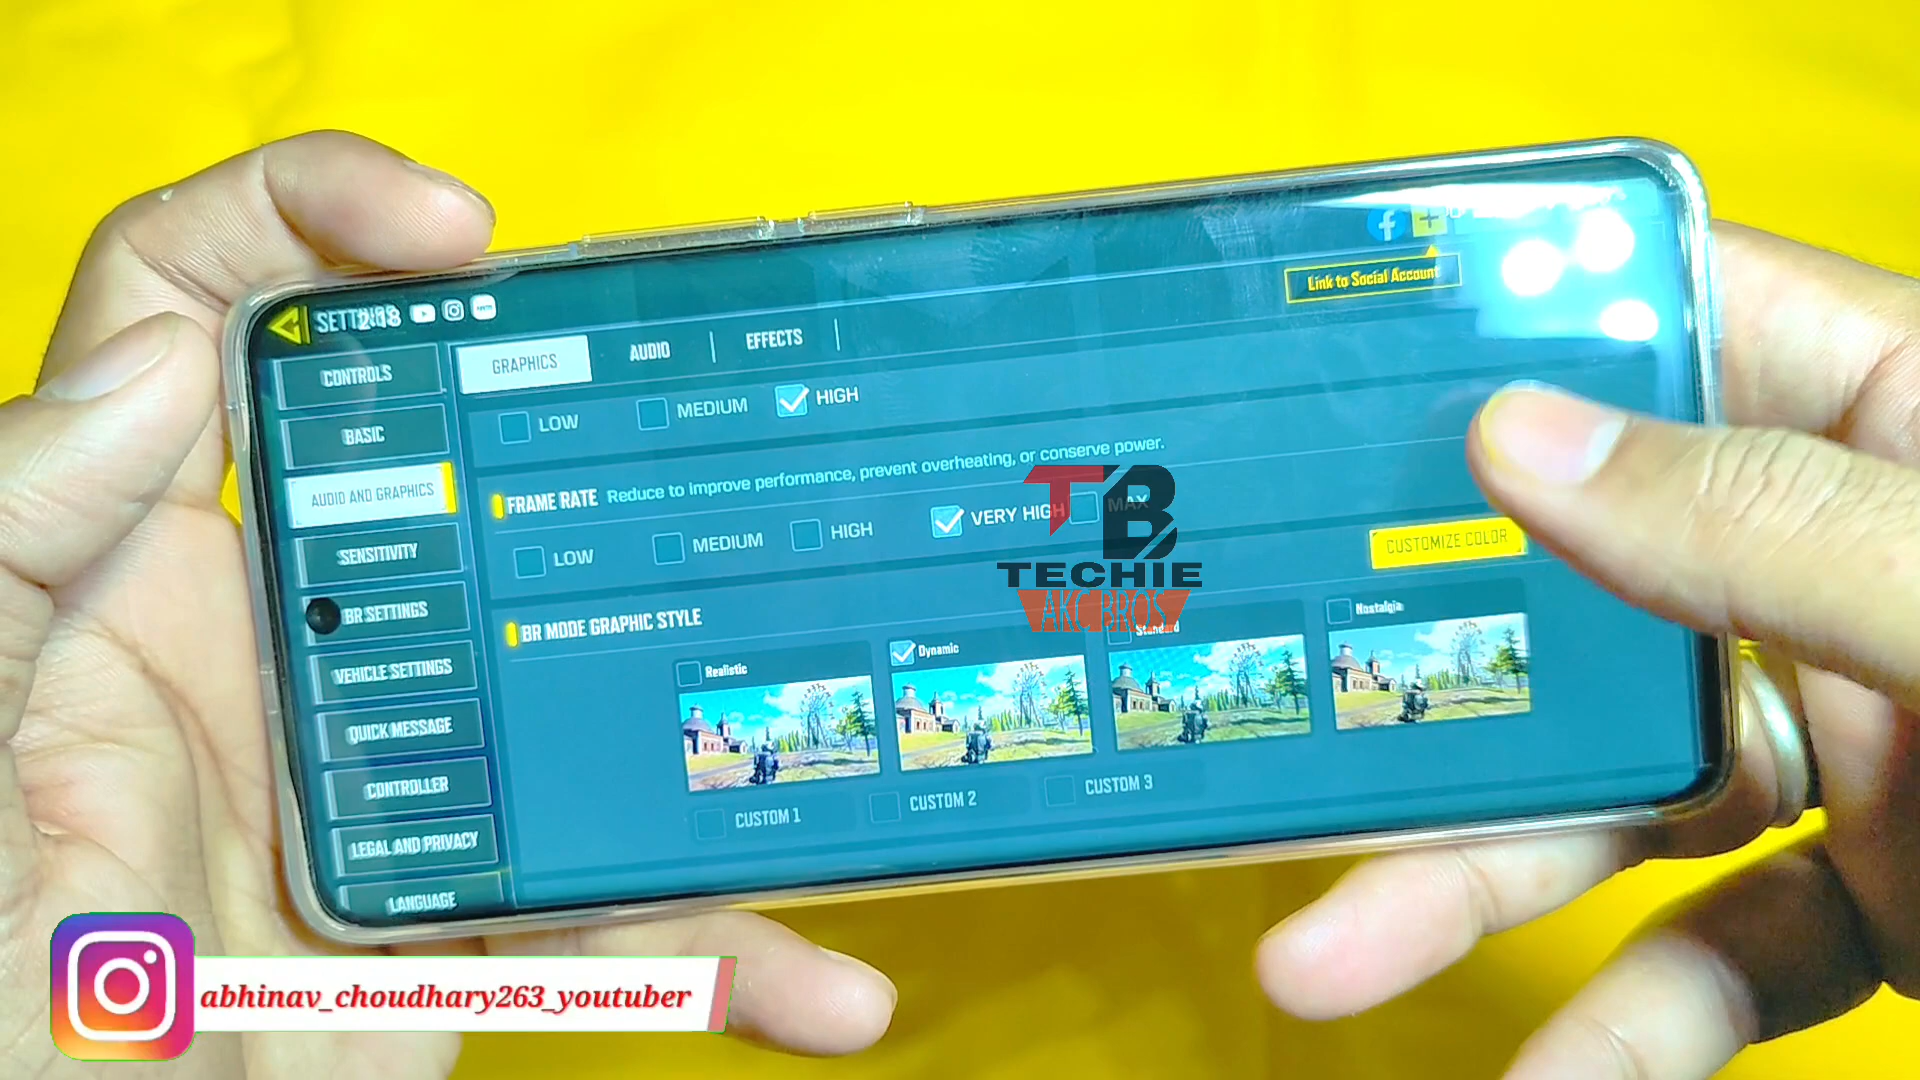 SETTINGS
2:18
Link to Social Account
CONTROLS
BASIC
AUDIO AND GRAPHICS
SENSITIVITY
BR SETTINGS
VEHICLE SETTINGS
QUICK MESSAGE
CONTROLLER
LEGAL AND PRIVACY
LANGUAGE
GRAPHICS
AUDIO
EFFECTS
LOW MEDIUM HIGH
FRAME RATE Reduce to improve performance, prevent overheating, or conserve power.
LOW MEDIUM HIGH VERY HIGH MAX
CUSTOMIZE COLOR
BR MODE GRAPHIC STYLE
Realistic Dynamic Standard Nostalgia
CUSTOM 1 CUSTOM 2 CUSTOM 3
TB
TECHIE
AKC BROS
abhinav_choudhary263_youtuber